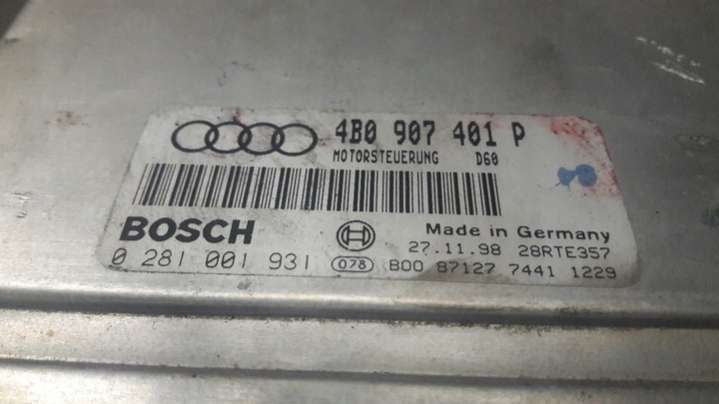 4B0 907 401 P
MOTORSTEUERUNG D60
BOSCH
Made in Germany
27.11.98 28RTE357
0 281 001 931 078 B00 87127 7441 1229